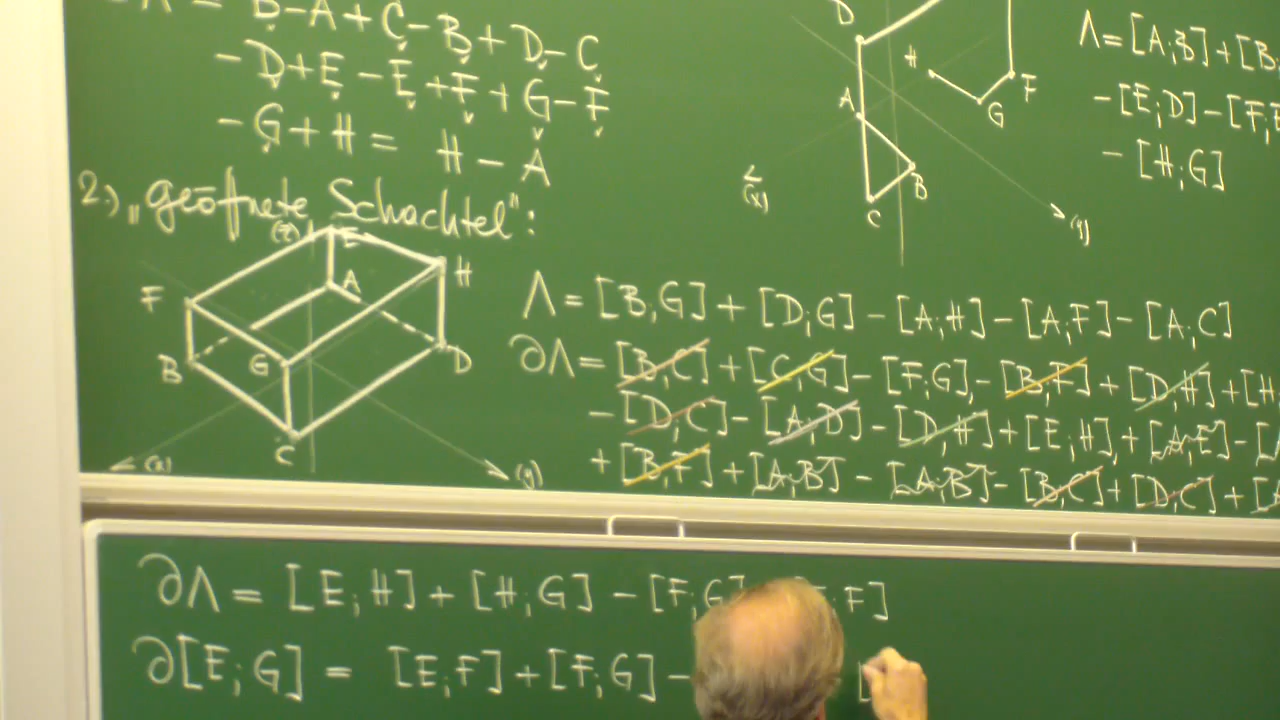 Λ = B-A+C-B+D-C
-D+E-E+F+G-F
-G+H= H-A
D
H
F
G
A
B
C
(x)
(y)
Λ=[A;B]+[B;
-[E;D]-[F;
-[H;G]
2.) „geöffnete Schachtel":
(z)
E
H
A
F
B
G
D
C
(x)
(y)
Λ = [B,G] + [D;G] - [A;H] - [A;F] - [A;C]
∂Λ= [B;C] + [C;G] - [F;G] - [B;F] + [D;H] + [H
- [D;C] - [A;D] - [D;H] + [E;H] + [A;E] - [A
+ [B;F] + [A;B] - [A;B] - [B;C] + [D;C] + [A
∂Λ = [E;H] + [H;G] - [F;G] ;F]
∂[E;G] = [E;F] + [F;G] - [